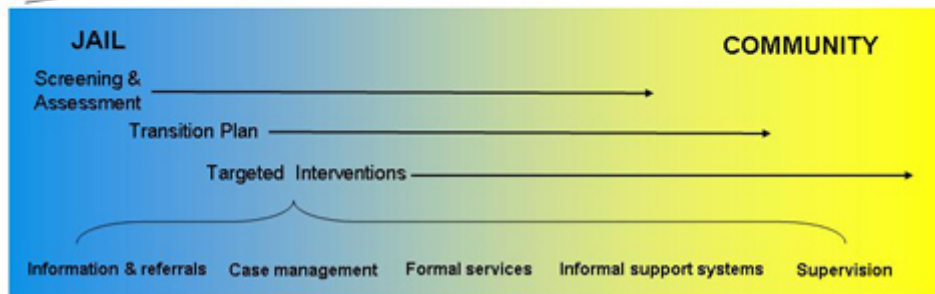 JAIL
COMMUNITY
Screening &
Assessment
Transition Plan
Targeted Interventions
Information & referrals Case management Formal services Informal support systems Supervision